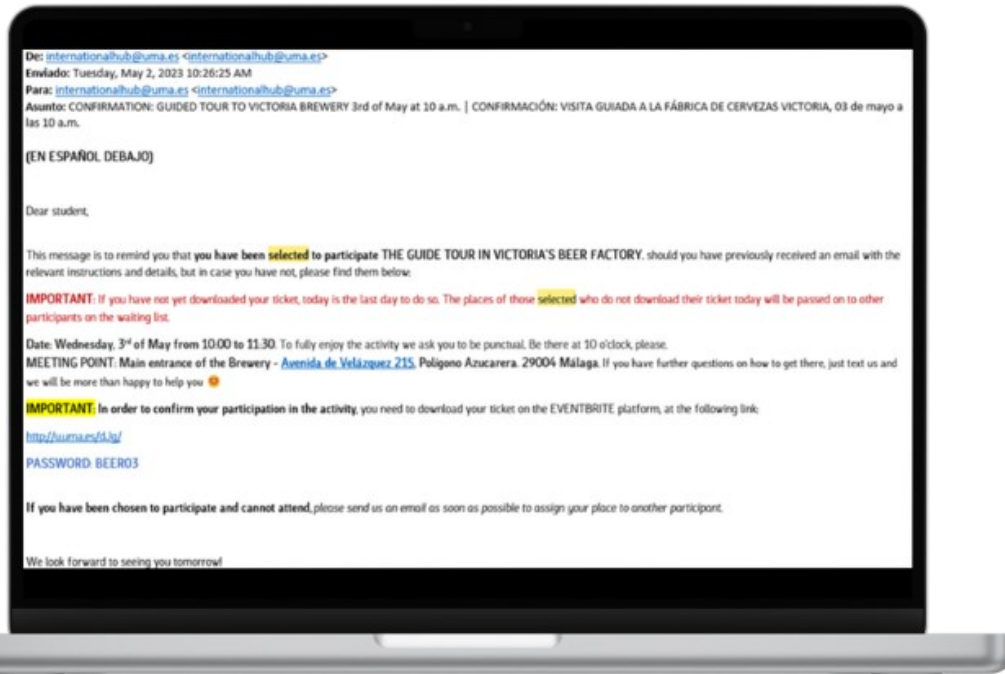 De: internationalhub@uma.es <internationalhub@uma.es>
Enviado: Tuesday, May 2, 2023 10:26:25 AM
Para: internationalhub@uma.es <internationalhub@uma.es>
Asunto: CONFIRMATION: GUIDED TOUR TO VICTORIA BREWERY 3rd of May at 10 a.m. | CONFIRMACIÓN: VISITA GUIADA A LA FÁBRICA DE CERVEZAS VICTORIA, 03 de mayo a
las 10 a.m.
(EN ESPAÑOL DEBAJO)
Dear student,
This message is to remind you that you have been selected to participate THE GUIDE TOUR IN VICTORIA'S BEER FACTORY, should you have previously received an email with the
relevant instructions and details, but in case you have not, please find them below:
IMPORTANT: If you have not yet downloaded your ticket, today is the last day to do so. The places of those selected who do not download their ticket today will be passed on to other
participants on the waiting list.
Date: Wednesday, 3rd of May from 10:00 to 11:30. To fully enjoy the activity we ask you to be punctual, Be there at 10 o'clock, please.
MEETING POINT: Main entrance of the Brewery - Avenida de Velázquez 215, Polígono Azucarera. 29004 Málaga. If you have further questions on how to get there, just text us and
we will be more than happy to help you
IMPORTANT: In order to confirm your participation in the activity, you need to download your ticket on the EVENTBRITE platform, at the following link:
PASSWORD: BEER03
If you have been chosen to participate and cannot attend, please send us an email as soon as possible to assign your place to another participant.
We look forward to seeing you tomorrow!